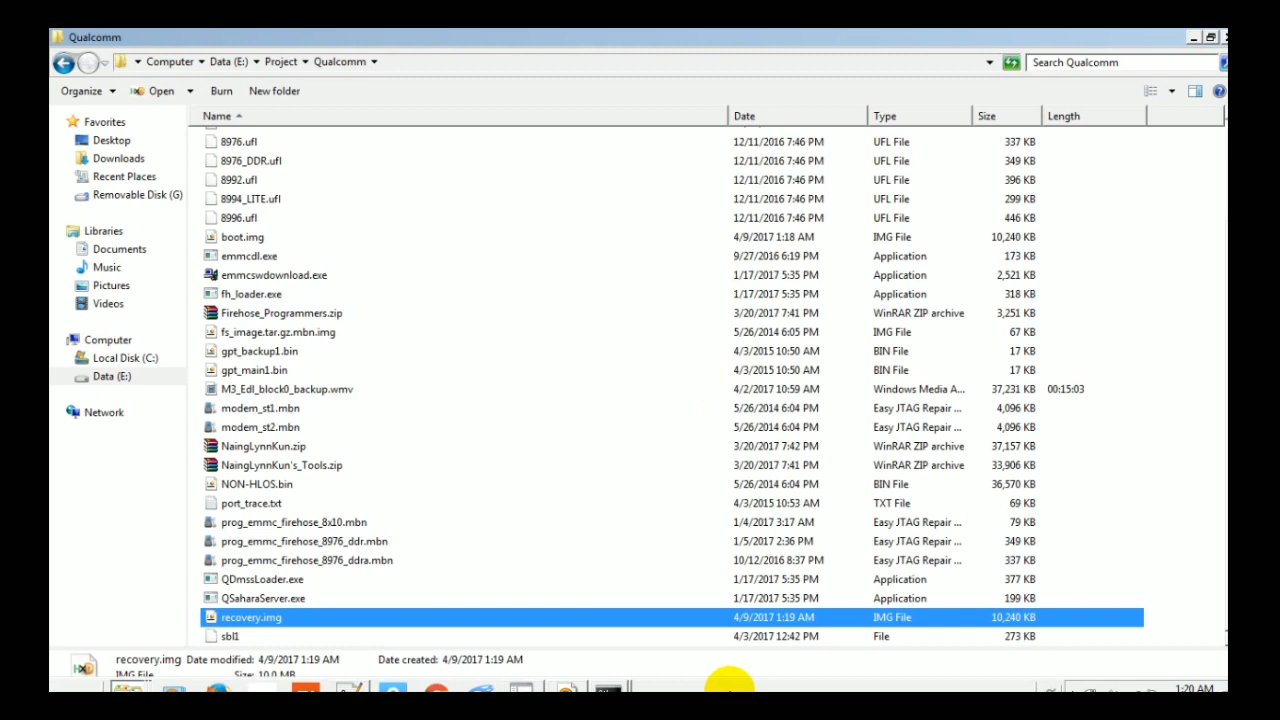 Qualcomm
Computer Data (E:) Project Qualcomm Search Qualcomm
Organize Open Burn New folder
Name Date Type Size Length
Favorites
Desktop
Downloads
Recent Places
Removable Disk (G)
Libraries
Documents
Music
Pictures
Videos
Computer
Local Disk (C:)
Data (E:)
Network
8976.ufl 12/11/2016 7:46 PM UFL File 337 KB
8976_DDR.ufl 12/11/2016 7:46 PM UFL File 349 KB
8992.ufl 12/11/2016 7:46 PM UFL File 396 KB
8994_LITE.ufl 12/11/2016 7:46 PM UFL File 299 KB
8996.ufl 12/11/2016 7:46 PM UFL File 446 KB
boot.img 4/9/2017 1:18 AM IMG File 10,240 KB
emmcdl.exe 9/27/2016 6:19 PM Application 173 KB
emmcswdownload.exe 1/17/2017 5:35 PM Application 2,521 KB
fh_loader.exe 1/17/2017 5:35 PM Application 318 KB
Firehose_Programmers.zip 3/20/2017 7:41 PM WinRAR ZIP archive 3,251 KB
fs_image.tar.gz.mbn.img 5/26/2014 6:05 PM IMG File 67 KB
gpt_backup1.bin 4/3/2015 10:50 AM BIN File 17 KB
gpt_main1.bin 4/3/2015 10:50 AM BIN File 17 KB
M3_Edl_block0_backup.wmv 4/2/2017 10:59 AM Windows Media A... 37,231 KB 00:15:03
modem_st1.mbn 5/26/2014 6:04 PM Easy JTAG Repair ... 4,096 KB
modem_st2.mbn 5/26/2014 6:04 PM Easy JTAG Repair ... 4,096 KB
NaingLynnKun.zip 3/20/2017 7:42 PM WinRAR ZIP archive 37,157 KB
NaingLynnKun's_Tools.zip 3/20/2017 7:41 PM WinRAR ZIP archive 33,906 KB
NON-HLOS.bin 5/26/2014 6:04 PM BIN File 36,570 KB
port_trace.txt 4/3/2015 10:53 AM TXT File 69 KB
prog_emmc_firehose_8x10.mbn 1/4/2017 3:17 AM Easy JTAG Repair ... 79 KB
prog_emmc_firehose_8976_ddr.mbn 1/5/2017 2:36 PM Easy JTAG Repair ... 349 KB
prog_emmc_firehose_8976_ddra.mbn 10/12/2016 8:37 PM Easy JTAG Repair ... 337 KB
QDmssLoader.exe 1/17/2017 5:35 PM Application 377 KB
QSaharaServer.exe 1/17/2017 5:35 PM Application 199 KB
recovery.img 4/9/2017 1:19 AM IMG File 10,240 KB
sbl1 4/3/2017 12:42 PM File 273 KB
recovery.img Date modified: 4/9/2017 1:19 AM Date created: 4/9/2017 1:19 AM
IMG File Size: 10.0 MB
1:20 AM